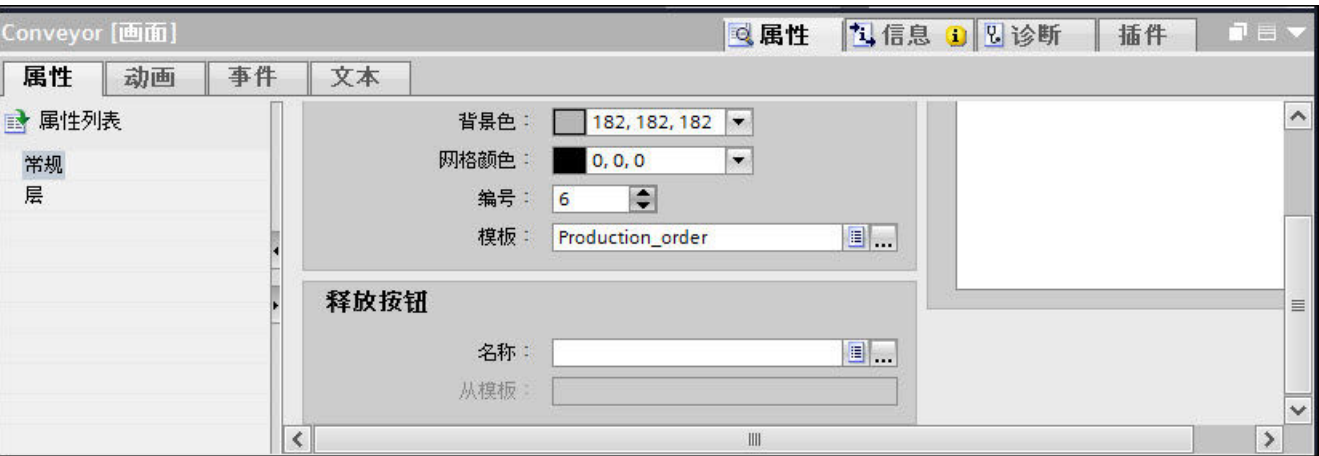 Conveyor [画面]
属性 信息 诊断 插件
属性 动画 事件 文本
属性列表
常规
层
背景色： 182, 182, 182
网格颜色： 0, 0, 0
编号： 6
模板： Production_order
...
释放按钮
名称：
...
从模板：